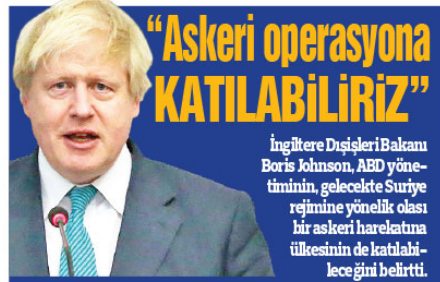 “Askeri operasyona
KATILABİLİRİZ”
İngiltere Dışişleri Bakanı
Boris Johnson, ABD yöne-
timinin, gelecekte Suriye
rejimine yönelik olası
bir askeri harekatına
ülkesinin de katılabi-
leceğini belirtti.